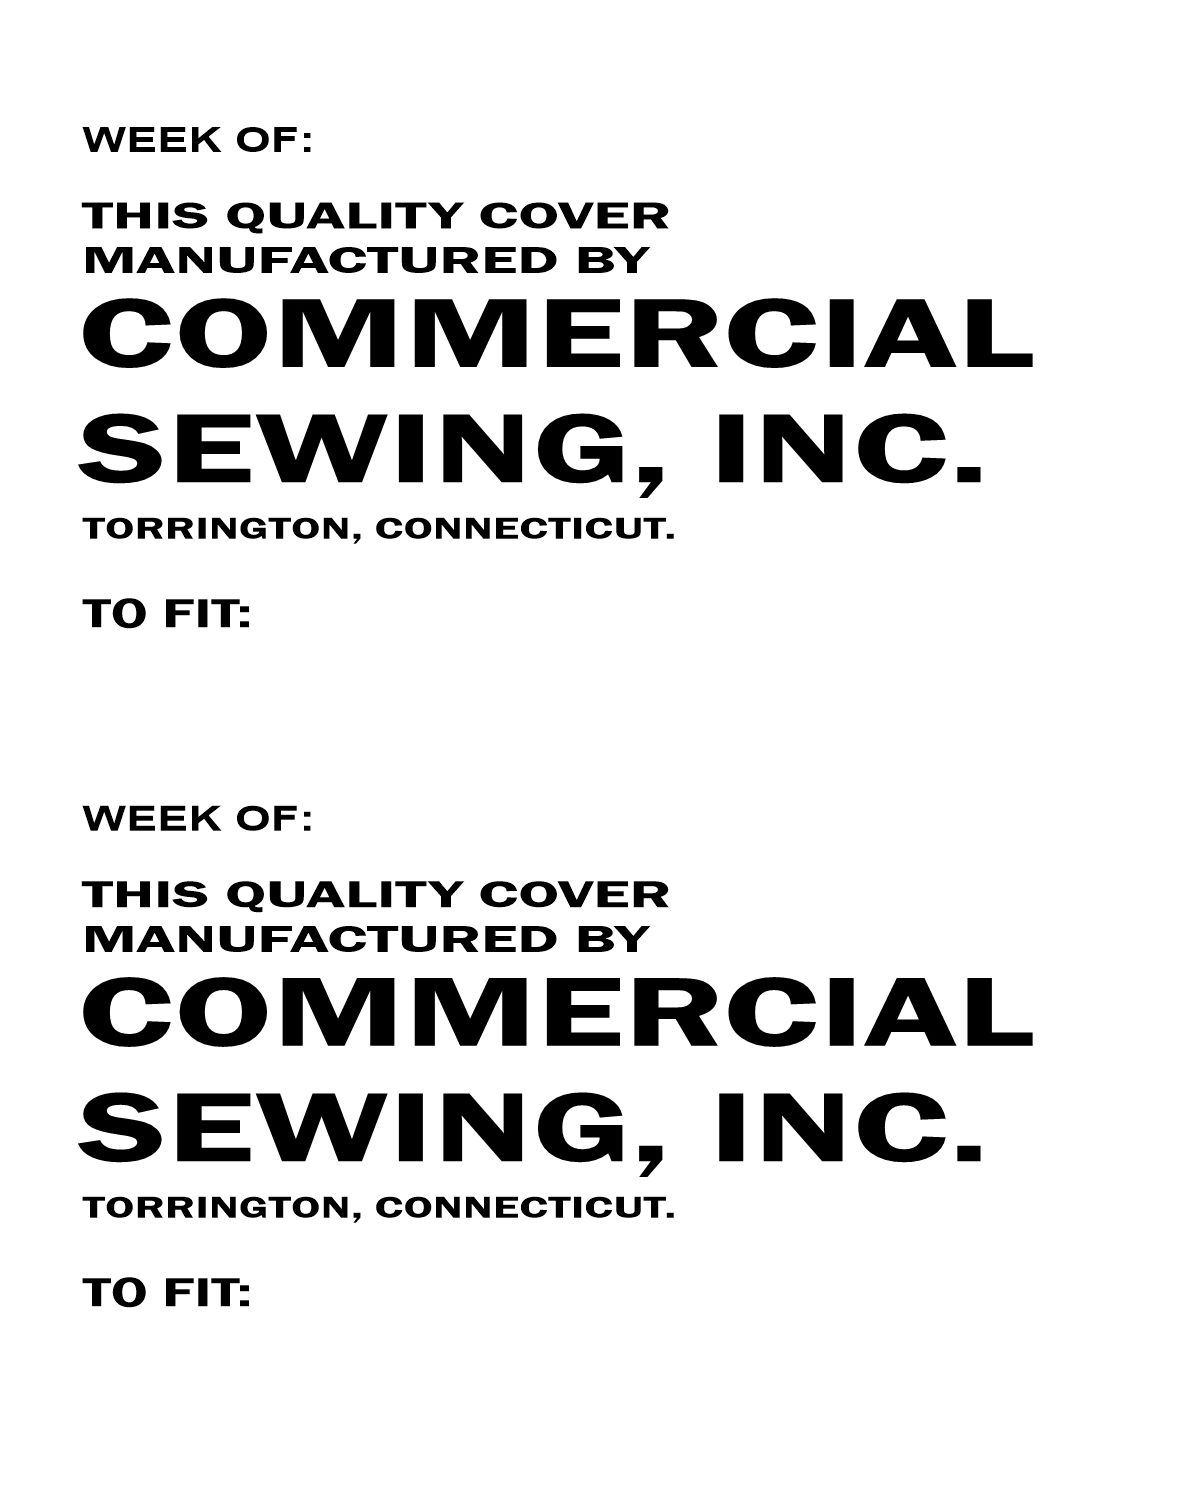 WEEK OF:
THIS QUALITY COVER
MANUFACTURED BY
COMMERCIAL
SEWING, INC.
TORRINGTON, CONNECTICUT.
TO FIT:
WEEK OF:
THIS QUALITY COVER
MANUFACTURED BY
COMMERCIAL
SEWING, INC.
TORRINGTON, CONNECTICUT.
TO FIT: